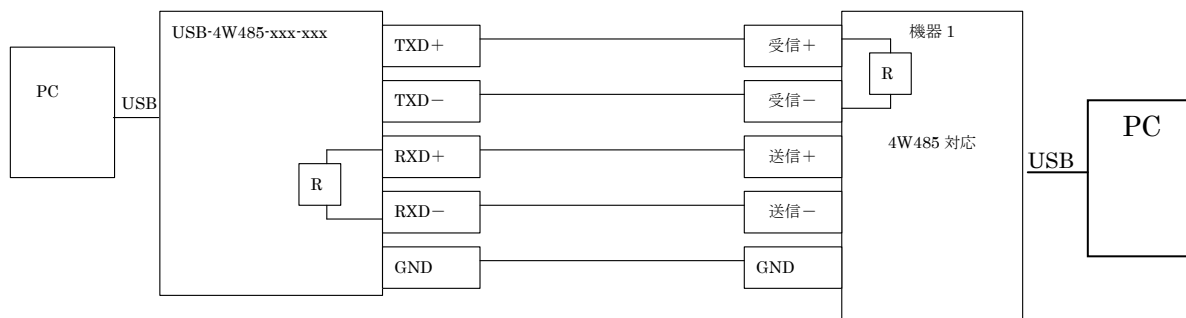 PC
USB
USB-4W485-xxx-xxx
R
TXD+
TXD-
RXD+
RXD-
GND
受信+
受信-
送信+
送信-
GND
機器 1
R
4W485 対応
USB
PC